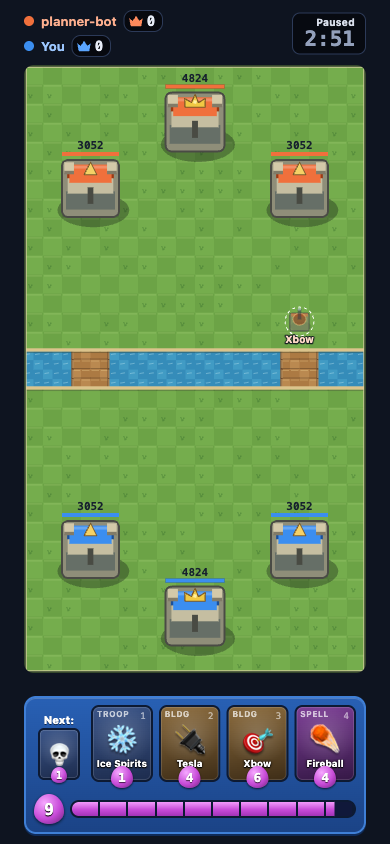 planner-bot 0
Paused
2:51
You 0
4824
3052
3052
Xbow
3052
3052
4824
Next:
1
TROOP 1
Ice Spirits
1
BLDG 2
Tesla
4
BLDG 3
Xbow
6
SPELL 4
Fireball
4
9